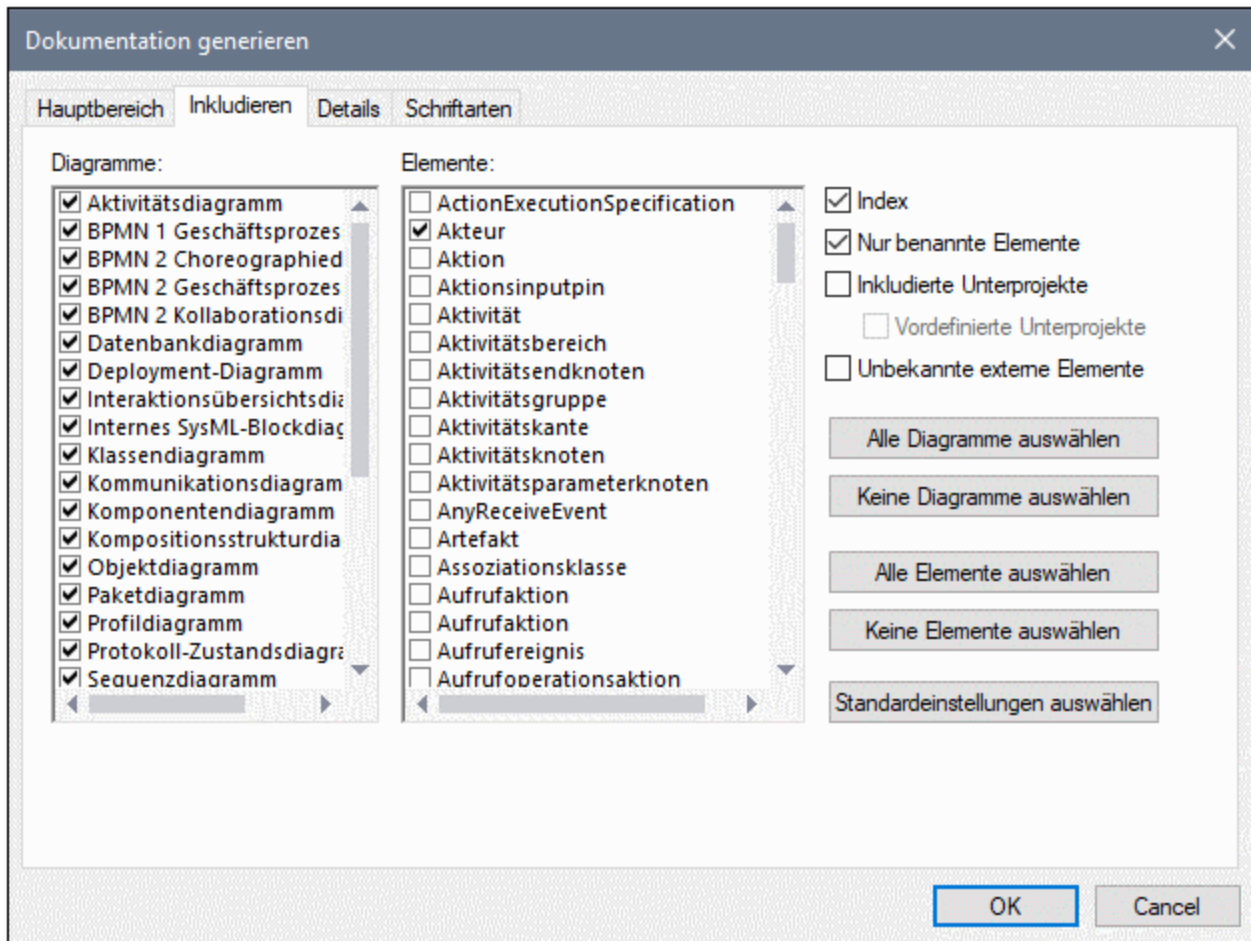 Dokumentation generieren
Hauptbereich Inkludieren Details Schriftarten
Diagramme:
Aktivitätsdiagramm
BPMN 1 Geschäftsprozes
BPMN 2 Choreographied
BPMN 2 Geschäftsprozes
BPMN 2 Kollaborationsdi
Datenbankdiagramm
Deployment-Diagramm
Interaktionsübersichtsdia
Internes SysML-Blockdiag
Klassendiagramm
Kommunikationsdiagram
Komponentendiagramm
Kompositionsstrukturdia
Objektdiagramm
Paketdiagramm
Profildiagramm
Protokoll-Zustandsdiagra
Sequenzdiagramm
Elemente:
ActionExecutionSpecification
Akteur
Aktion
Aktionsinputpin
Aktivität
Aktivitätsbereich
Aktivitätsendknoten
Aktivitätsgruppe
Aktivitätskante
Aktivitätsknoten
Aktivitätsparameterknoten
AnyReceiveEvent
Artefakt
Assoziationsklasse
Aufrufaktion
Aufrufaktion
Aufrufereignis
Aufrufoperationsaktion
Index
Nur benannte Elemente
Inkludierte Unterprojekte
Vordefinierte Unterprojekte
Unbekannte externe Elemente
Alle Diagramme auswählen
Keine Diagramme auswählen
Alle Elemente auswählen
Keine Elemente auswählen
Standardeinstellungen auswählen
OK Cancel